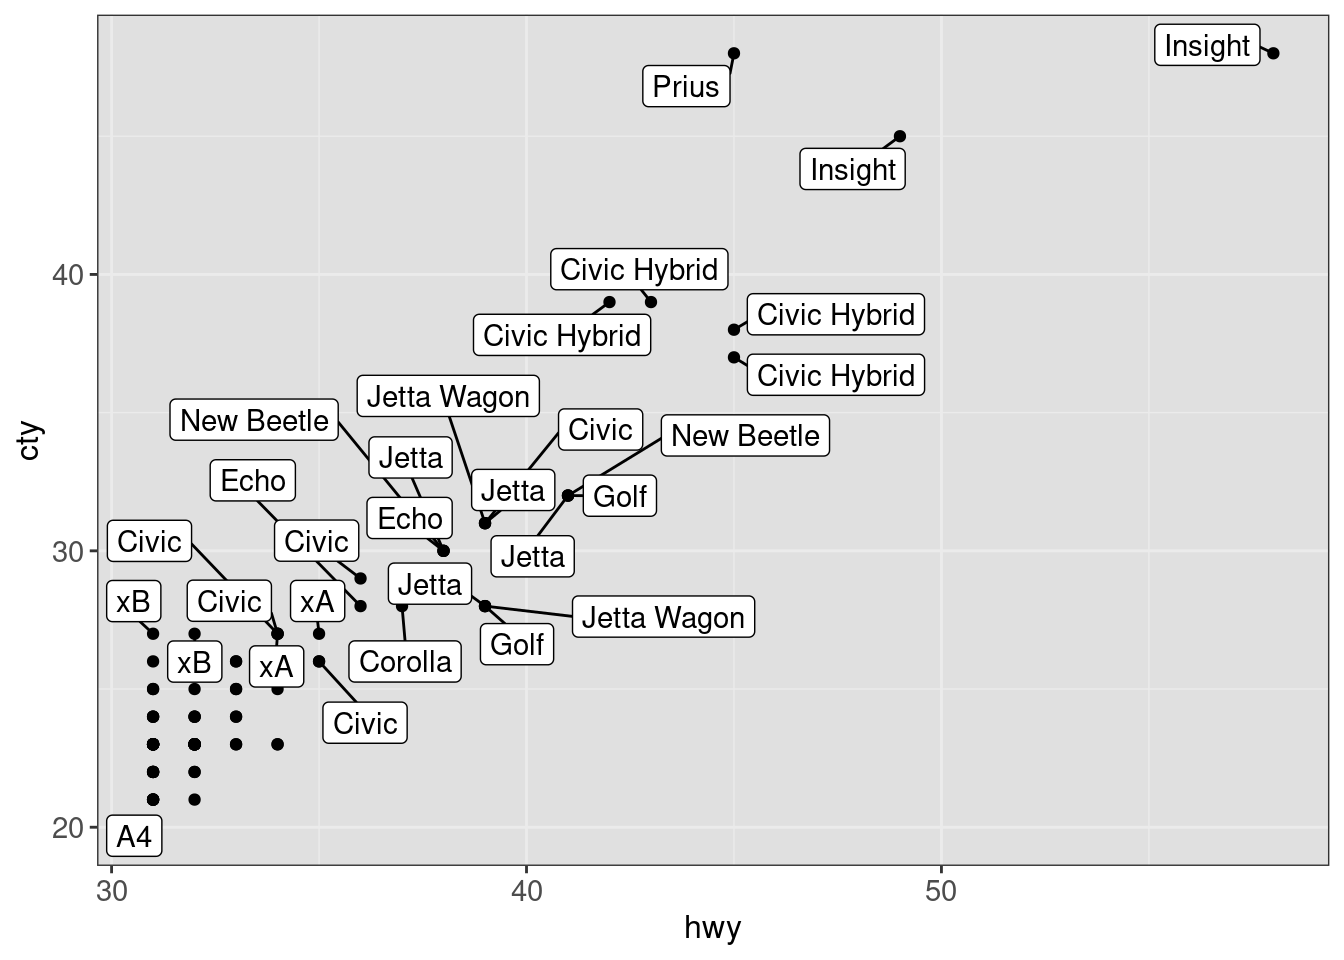 Insight
Prius
Insight
Civic Hybrid
Civic Hybrid
Civic Hybrid
Civic Hybrid
Jetta Wagon
New Beetle
Civic
New Beetle
Jetta
Echo
Jetta
Golf
Echo
Civic
Civic
Jetta
Jetta
xB
Civic
xA
Jetta Wagon
Golf
xB
xA
Corolla
Civic
A4
40
30
20
30
40
50
cty
hwy